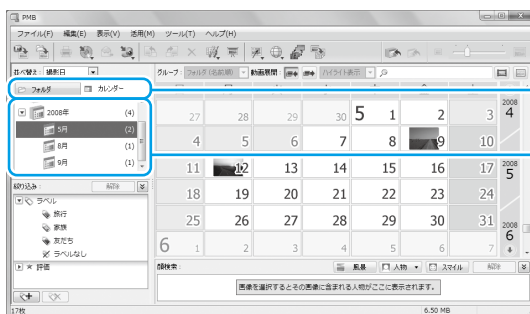 PMB
ファイル(F) 編集(E) 表示(V) 活用(M) ツール(T) ヘルプ(H)
並べ替え: 撮影日
グループ: フォルダ(名前順) 動画展開: ハイライト表示
フォルダ カレンダー
2008年 (4)
5月 (2)
8月 (1)
9月 (1)
27 28 29 30 5 1 2 3
4 5 6 7 8 9 10
11 12 13 14 15 16 17
18 19 20 21 22 23 24
25 26 27 28 29 30 31
6 1 2 3 4 5 6 7
2008
4
2008
5
2008
6
絞り込み: 解除
ラベル
旅行
家族
友だち
ラベルなし
評価
顔検索: 風景 人物 スマイル 解除
画像を選択するとその画像に含まれる人物がここに表示されます。
17枚
6.50 MB